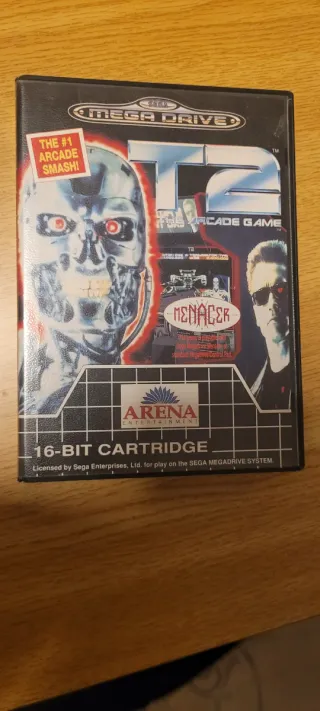 SEGA
MEGA DRIVE
THE #1
ARCADE
SMASH!
T2
TM
ARCADE GAME
MENACER
ARENA
ENTERTAINMENT
16-BIT CARTRIDGE
Licensed by Sega Enterprises, Ltd. for play on the SEGA MEGADRIVE SYSTEM.